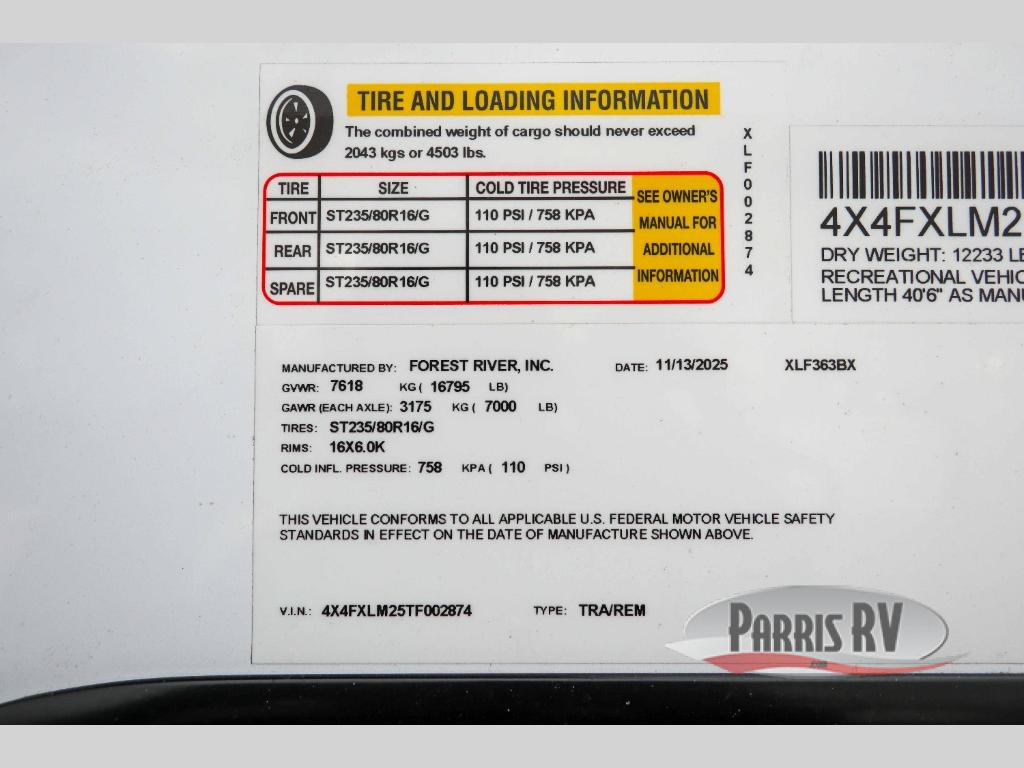 TIRE AND LOADING INFORMATION
The combined weight of cargo should never exceed
2043 kgs or 4503 lbs.
TIRE SIZE COLD TIRE PRESSURE SEE OWNER'S
FRONT ST235/80R16/G 110 PSI / 758 KPA MANUAL FOR
REAR ST235/80R16/G 110 PSI / 758 KPA ADDITIONAL
SPARE ST235/80R16/G 110 PSI / 758 KPA INFORMATION
XLF002874
4X4FXLM2
DRY WEIGHT: 12233 LB
RECREATIONAL VEHIC
LENGTH 40'6" AS MANU
MANUFACTURED BY: FOREST RIVER, INC. DATE: 11/13/2025 XLF363BX
GVWR: 7618 KG ( 16795 LB)
GAWR (EACH AXLE): 3175 KG ( 7000 LB)
TIRES: ST235/80R16/G
RIMS: 16X6.0K
COLD INFL. PRESSURE: 758 KPA ( 110 PSI )
THIS VEHICLE CONFORMS TO ALL APPLICABLE U.S. FEDERAL MOTOR VEHICLE SAFETY
STANDARDS IN EFFECT ON THE DATE OF MANUFACTURE SHOWN ABOVE.
V.I.N.: 4X4FXLM25TF002874 TYPE: TRA/REM
PARRIS RV
.com